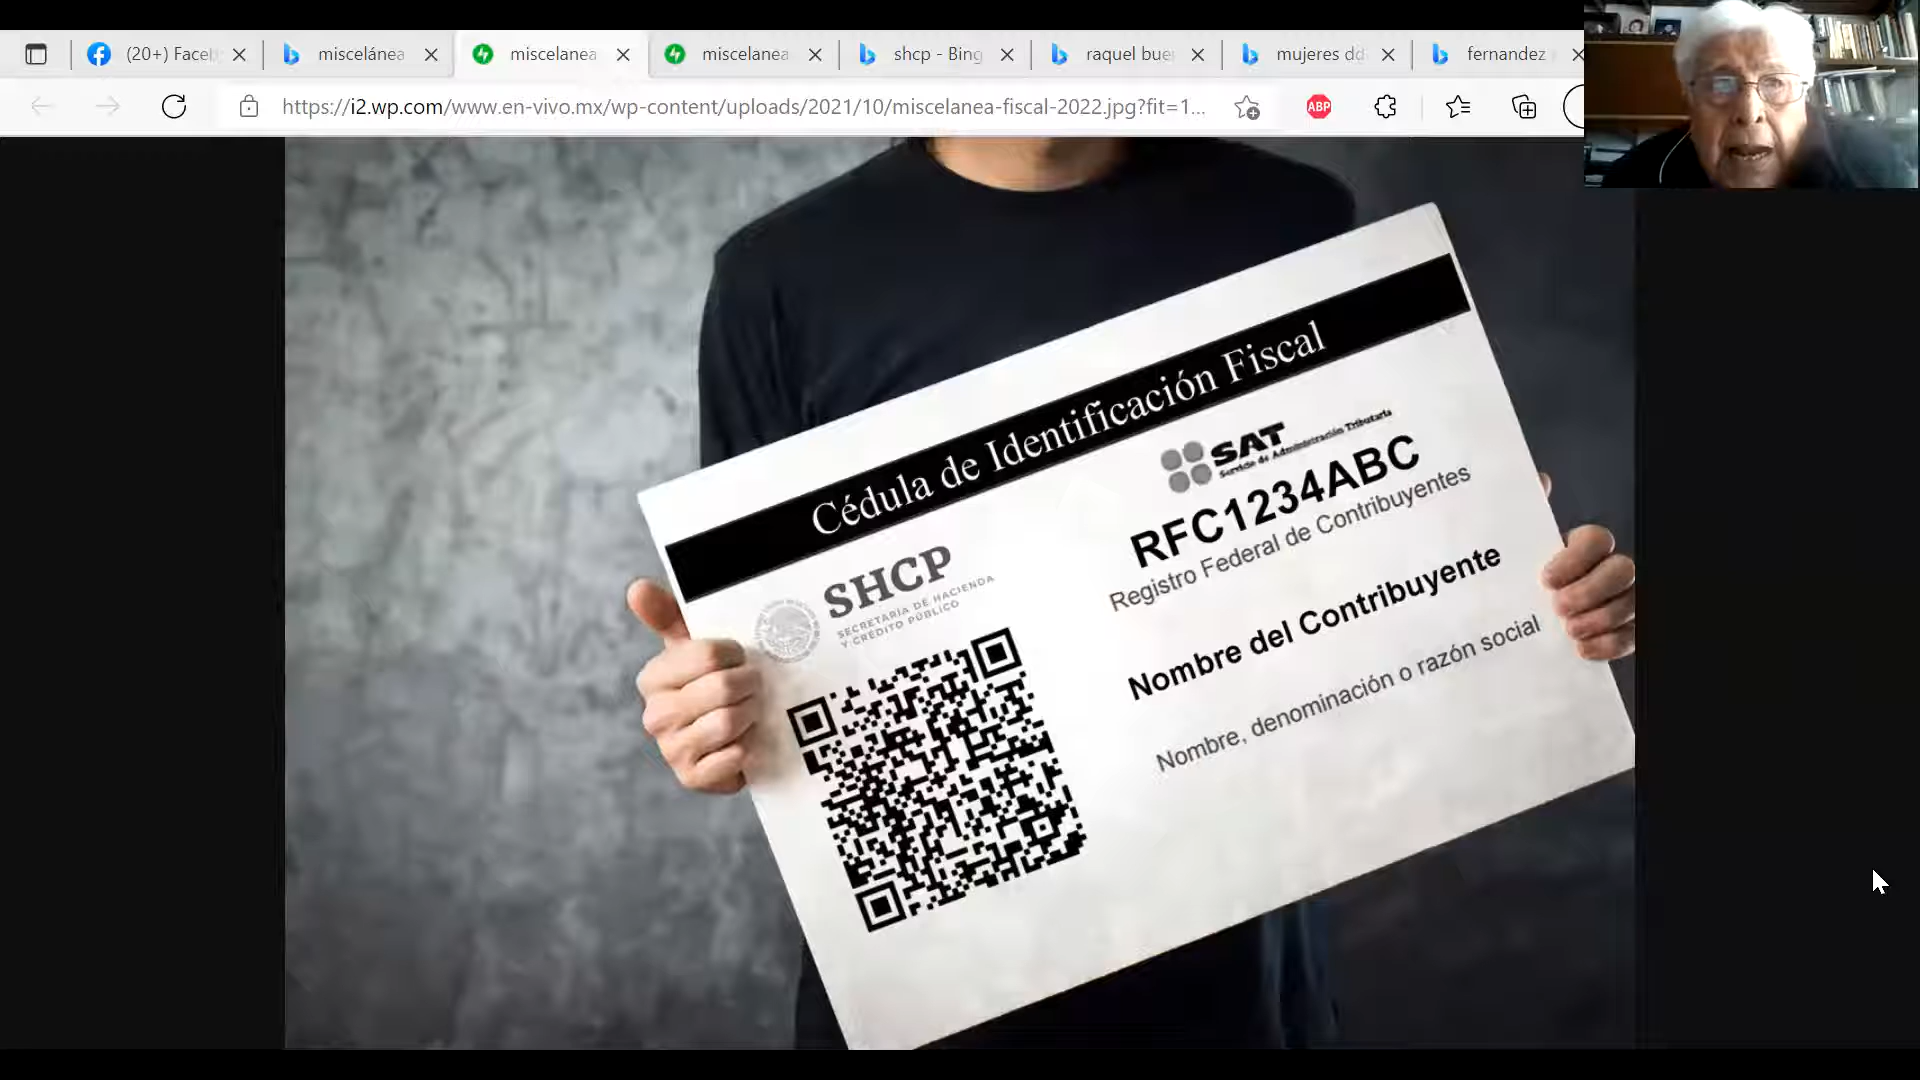 (20+) Faceb
miscelánea
miscelanea
miscelanea
shcp - Bing
raquel bue
mujeres dd
fernandez
https://i2.wp.com/www.en-vivo.mx/wp-content/uploads/2021/10/miscelanea-fiscal-2022.jpg?fit=1...
ABP
Cédula de Identificación Fiscal
SHCP
SECRETARÍA DE HACIENDA
Y CRÉDITO PÚBLICO
SAT
Servicio de Administración Tributaria
RFC1234ABC
Registro Federal de Contribuyentes
Nombre del Contribuyente
Nombre, denominación o razón social